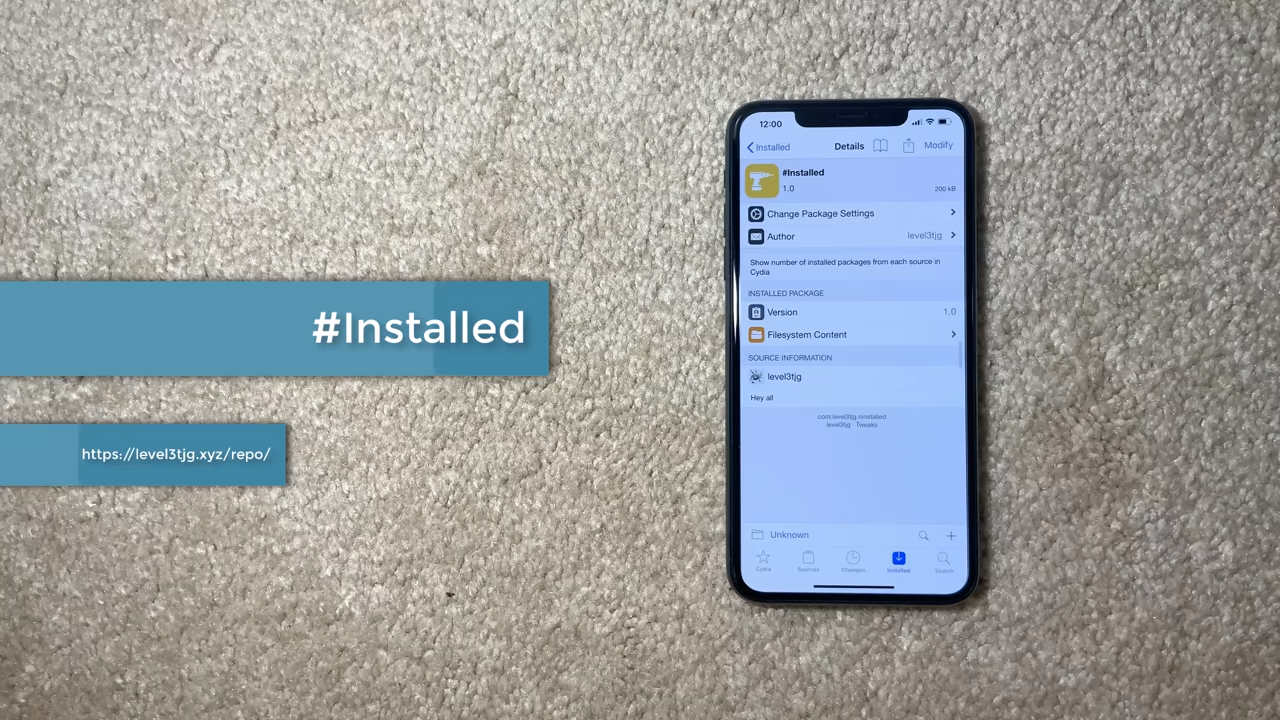 #Installed
https://level3tjg.xyz/repo/
12:00
Installed
Details
Modify
#Installed
1.0
200 kB
Change Package Settings
Author
level3tjg
Show number of installed packages from each source in
Cydia
INSTALLED PACKAGE
Version
1.0
Filesystem Content
SOURCE INFORMATION
level3tjg
Hey all
com.level3tjg.ninstalled
level3tjg · Tweaks
Unknown
Cydia
Sources
Changes
Installed
Search